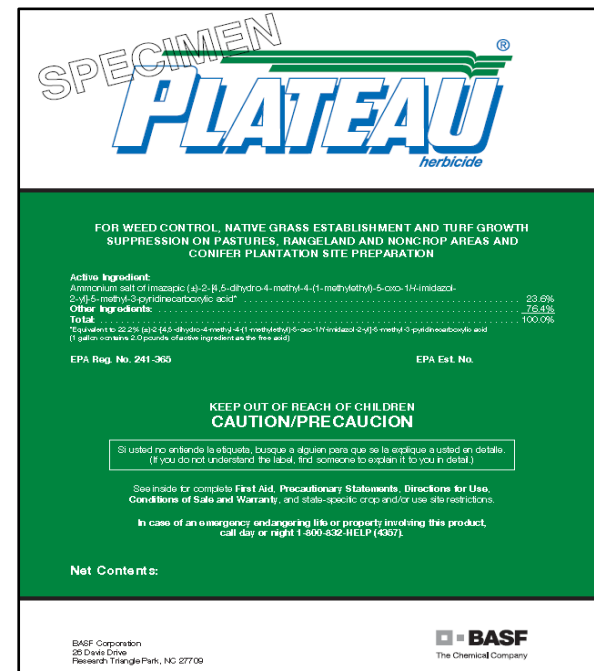 SPECIMEN
PLATEAU®
herbicide
FOR WEED CONTROL, NATIVE GRASS ESTABLISHMENT AND TURF GROWTH
SUPPRESSION ON PASTURES, RANGELAND AND NONCROP AREAS AND
CONIFER PLANTATION SITE PREPARATION
Active Ingredient:
Ammonium salt of imazapic (±)-2-[4,5-dihydro-4-methyl-4-(1-methylethyl)-5-oxo-1H-imidazol-
2-yl]-5-methyl-3-pyridinecarboxylic acid* . . . . . . . . . . . . . . . . . . . . 23.6%
Other Ingredients: . . . . . . . . . . . . . . . . . . . . 76.4%
Total: . . . . . . . . . . . . . . . . . . . . 100.0%
*Equivalent to 22.2% (±)-2-[4,5-dihydro-4-methyl-4-(1-methylethyl)-5-oxo-1H-imidazol-2-yl]-5-methyl-3-pyridinecarboxylic acid
(1 gallon contains 2.0 pounds of active ingredient as the free acid)
EPA Reg. No. 241-365 EPA Est. No.
KEEP OUT OF REACH OF CHILDREN
CAUTION/PRECAUCION
Si usted no entiende la etiqueta, busque a alguien para que se la explique a usted en detalle.
(If you do not understand the label, find someone to explain it to you in detail.)
See inside for complete First Aid, Precautionary Statements, Directions for Use,
Conditions of Sale and Warranty, and state-specific crop and/or use site restrictions.
In case of an emergency endangering life or property involving this product,
call day or night 1-800-832-HELP (4357).
Net Contents:
BASF Corporation
26 Davis Drive
Research Triangle Park, NC 27709
BASF
The Chemical Company